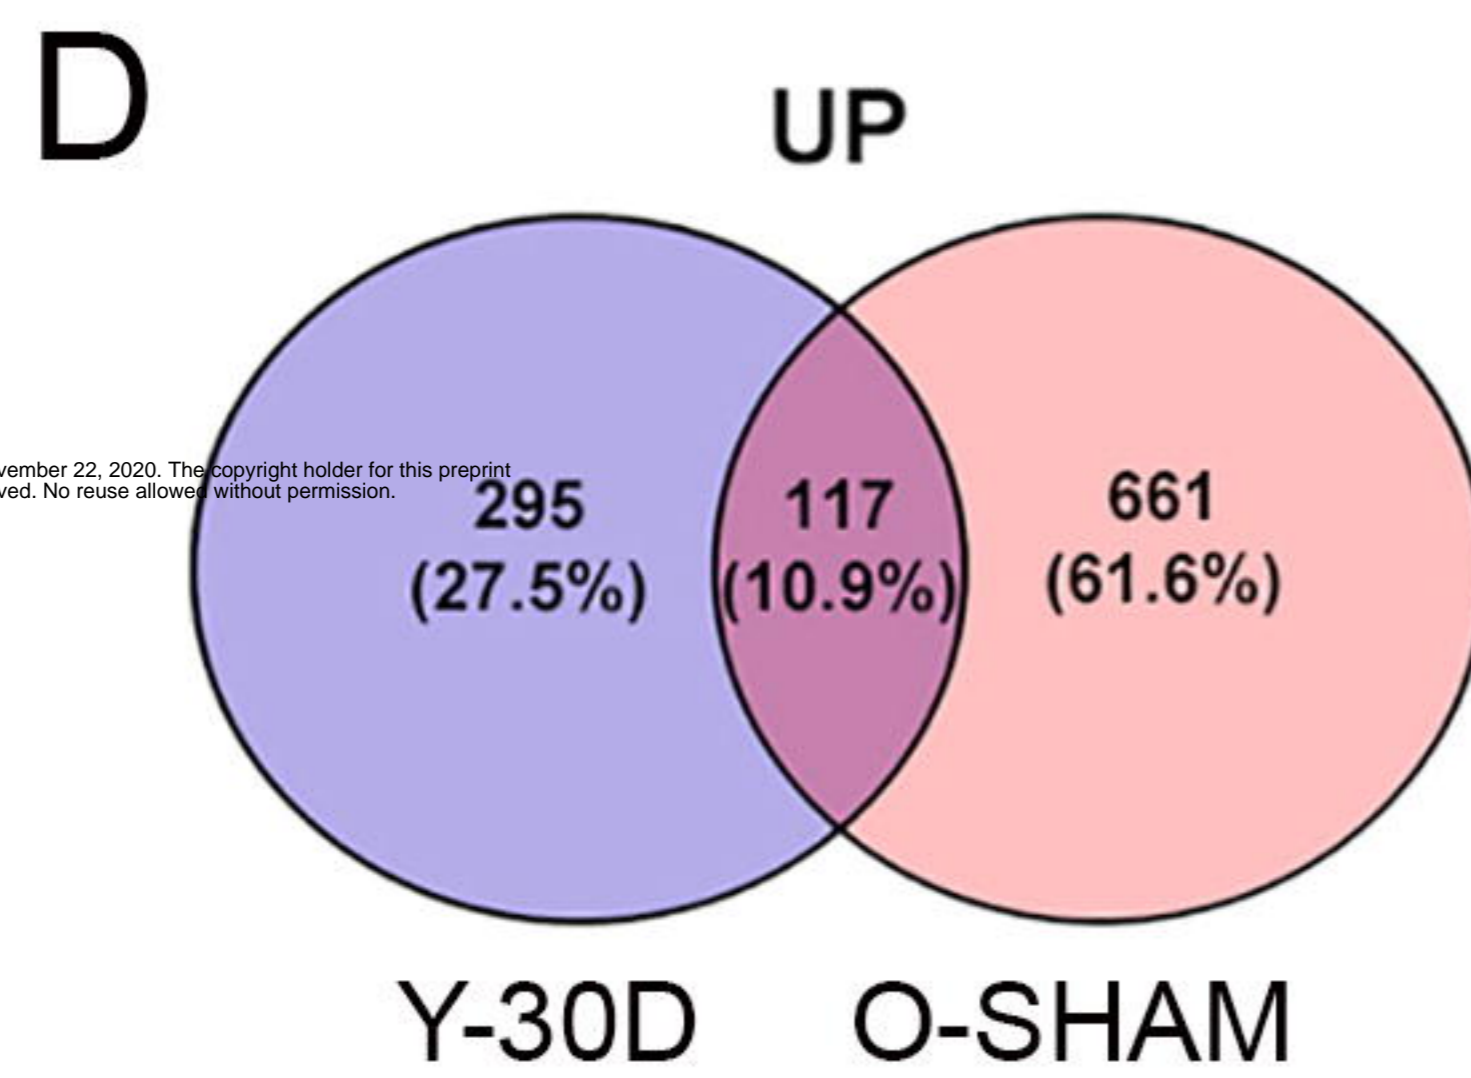 D
UP
vember 22, 2020. The copyright holder for this preprint
ved. No reuse allowed without permission.
295
(27.5%)
117
(10.9%)
661
(61.6%)
Y-30D
O-SHAM